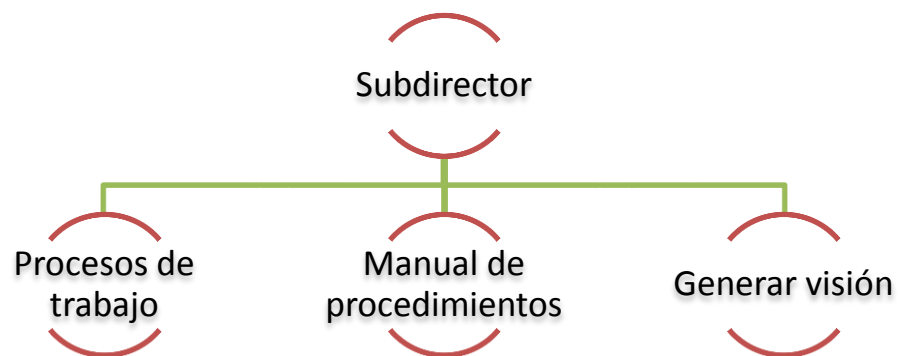 Subdirector
Procesos de
trabajo
Manual de
procedimientos
Generar visión